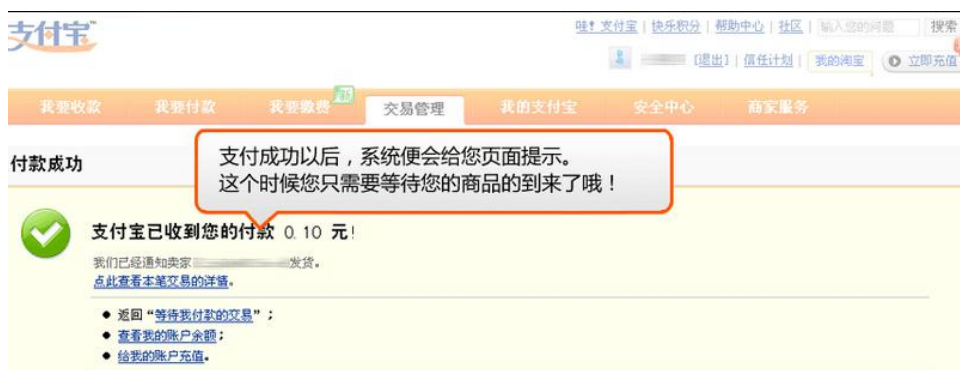 支付宝
哇！支付宝 | 快乐积分 | 帮助中心 | 社区 | 输入您的问题 搜索
[退出] | 信任计划 | 我的淘宝 立即充值
我要收款 我要付款 我要缴费 交易管理 我的支付宝 安全中心 商家服务
付款成功
支付成功以后，系统便会给您页面提示。
这个时候您只需要等待您的商品的到来了哦！
支付宝已收到您的付款 0.10 元！
我们已经通知卖家 发货。
点此查看本笔交易的详情。
● 返回“等待我付款的交易”；
● 查看我的账户余额；
● 给我的账户充值。